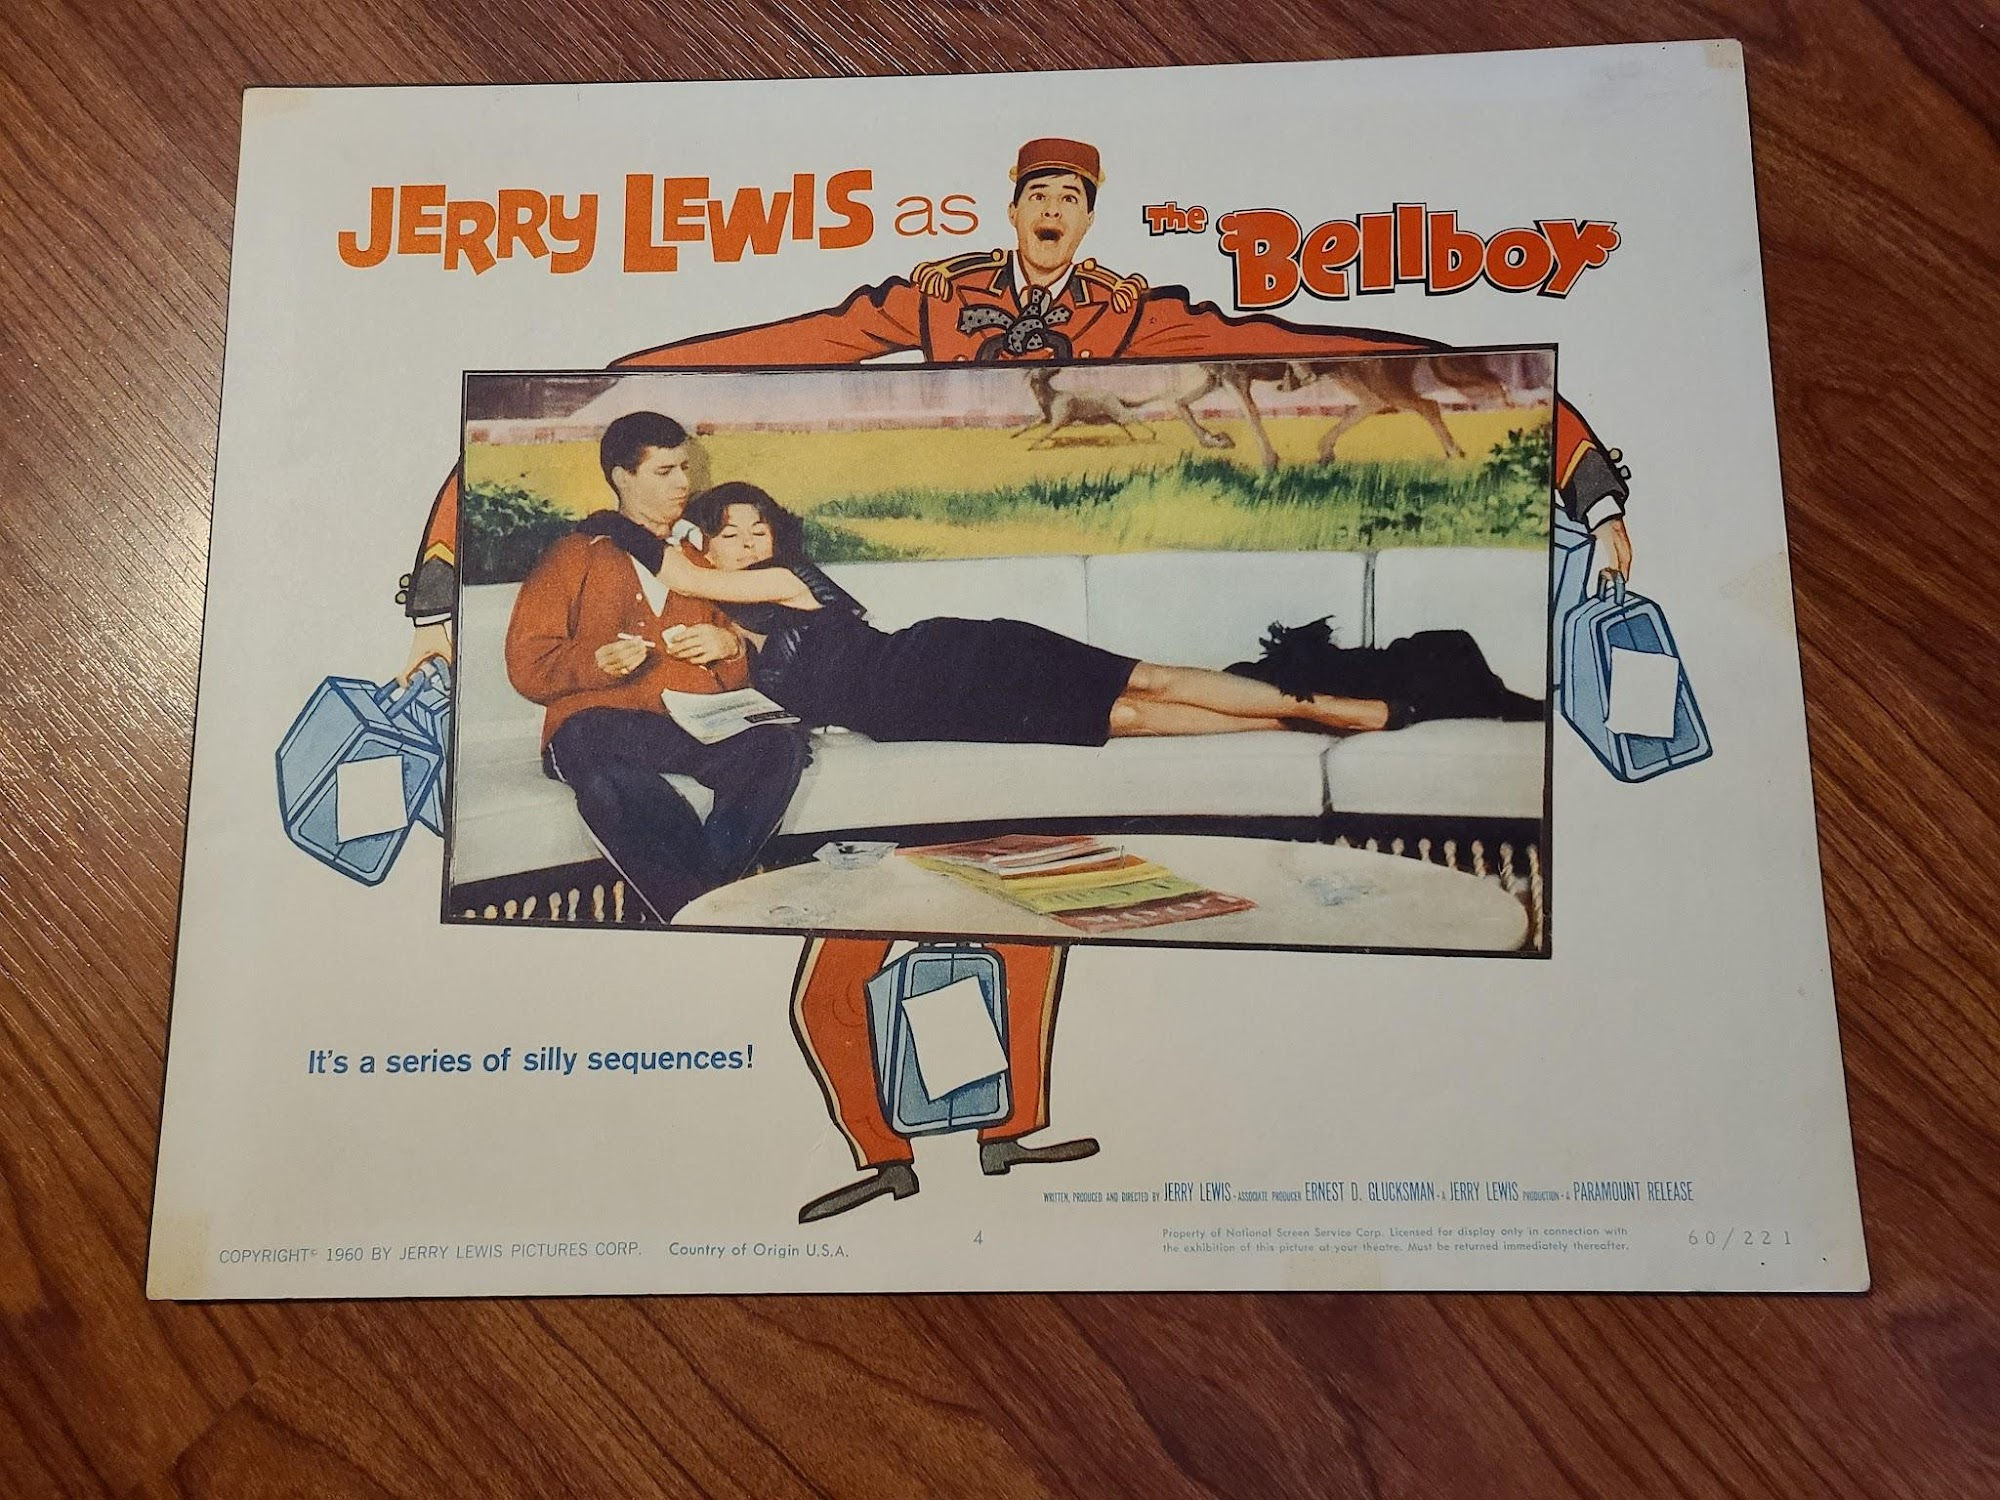 JERRY LEWIS as The Bellboy
It's a series of silly sequences!
WRITTEN, PRODUCED AND DIRECTED BY JERRY LEWIS · ASSOCIATE PRODUCER ERNEST D. GLUCKSMAN · A JERRY LEWIS PRODUCTION · A PARAMOUNT RELEASE
COPYRIGHT© 1960 BY JERRY LEWIS PICTURES CORP. Country of Origin U.S.A.
4
Property of National Screen Service Corp. Licensed for display only in connection with
the exhibition of this picture at your theatre. Must be returned immediately thereafter.
60/221